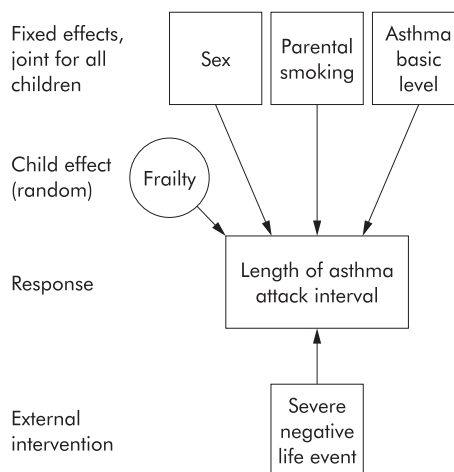 Fixed effects,
joint for all
children
Sex
Parental
smoking
Asthma
basic
level
Child effect
(random)
Frailty
Response
Length of asthma
attack interval
External
intervention
Severe
negative
life event